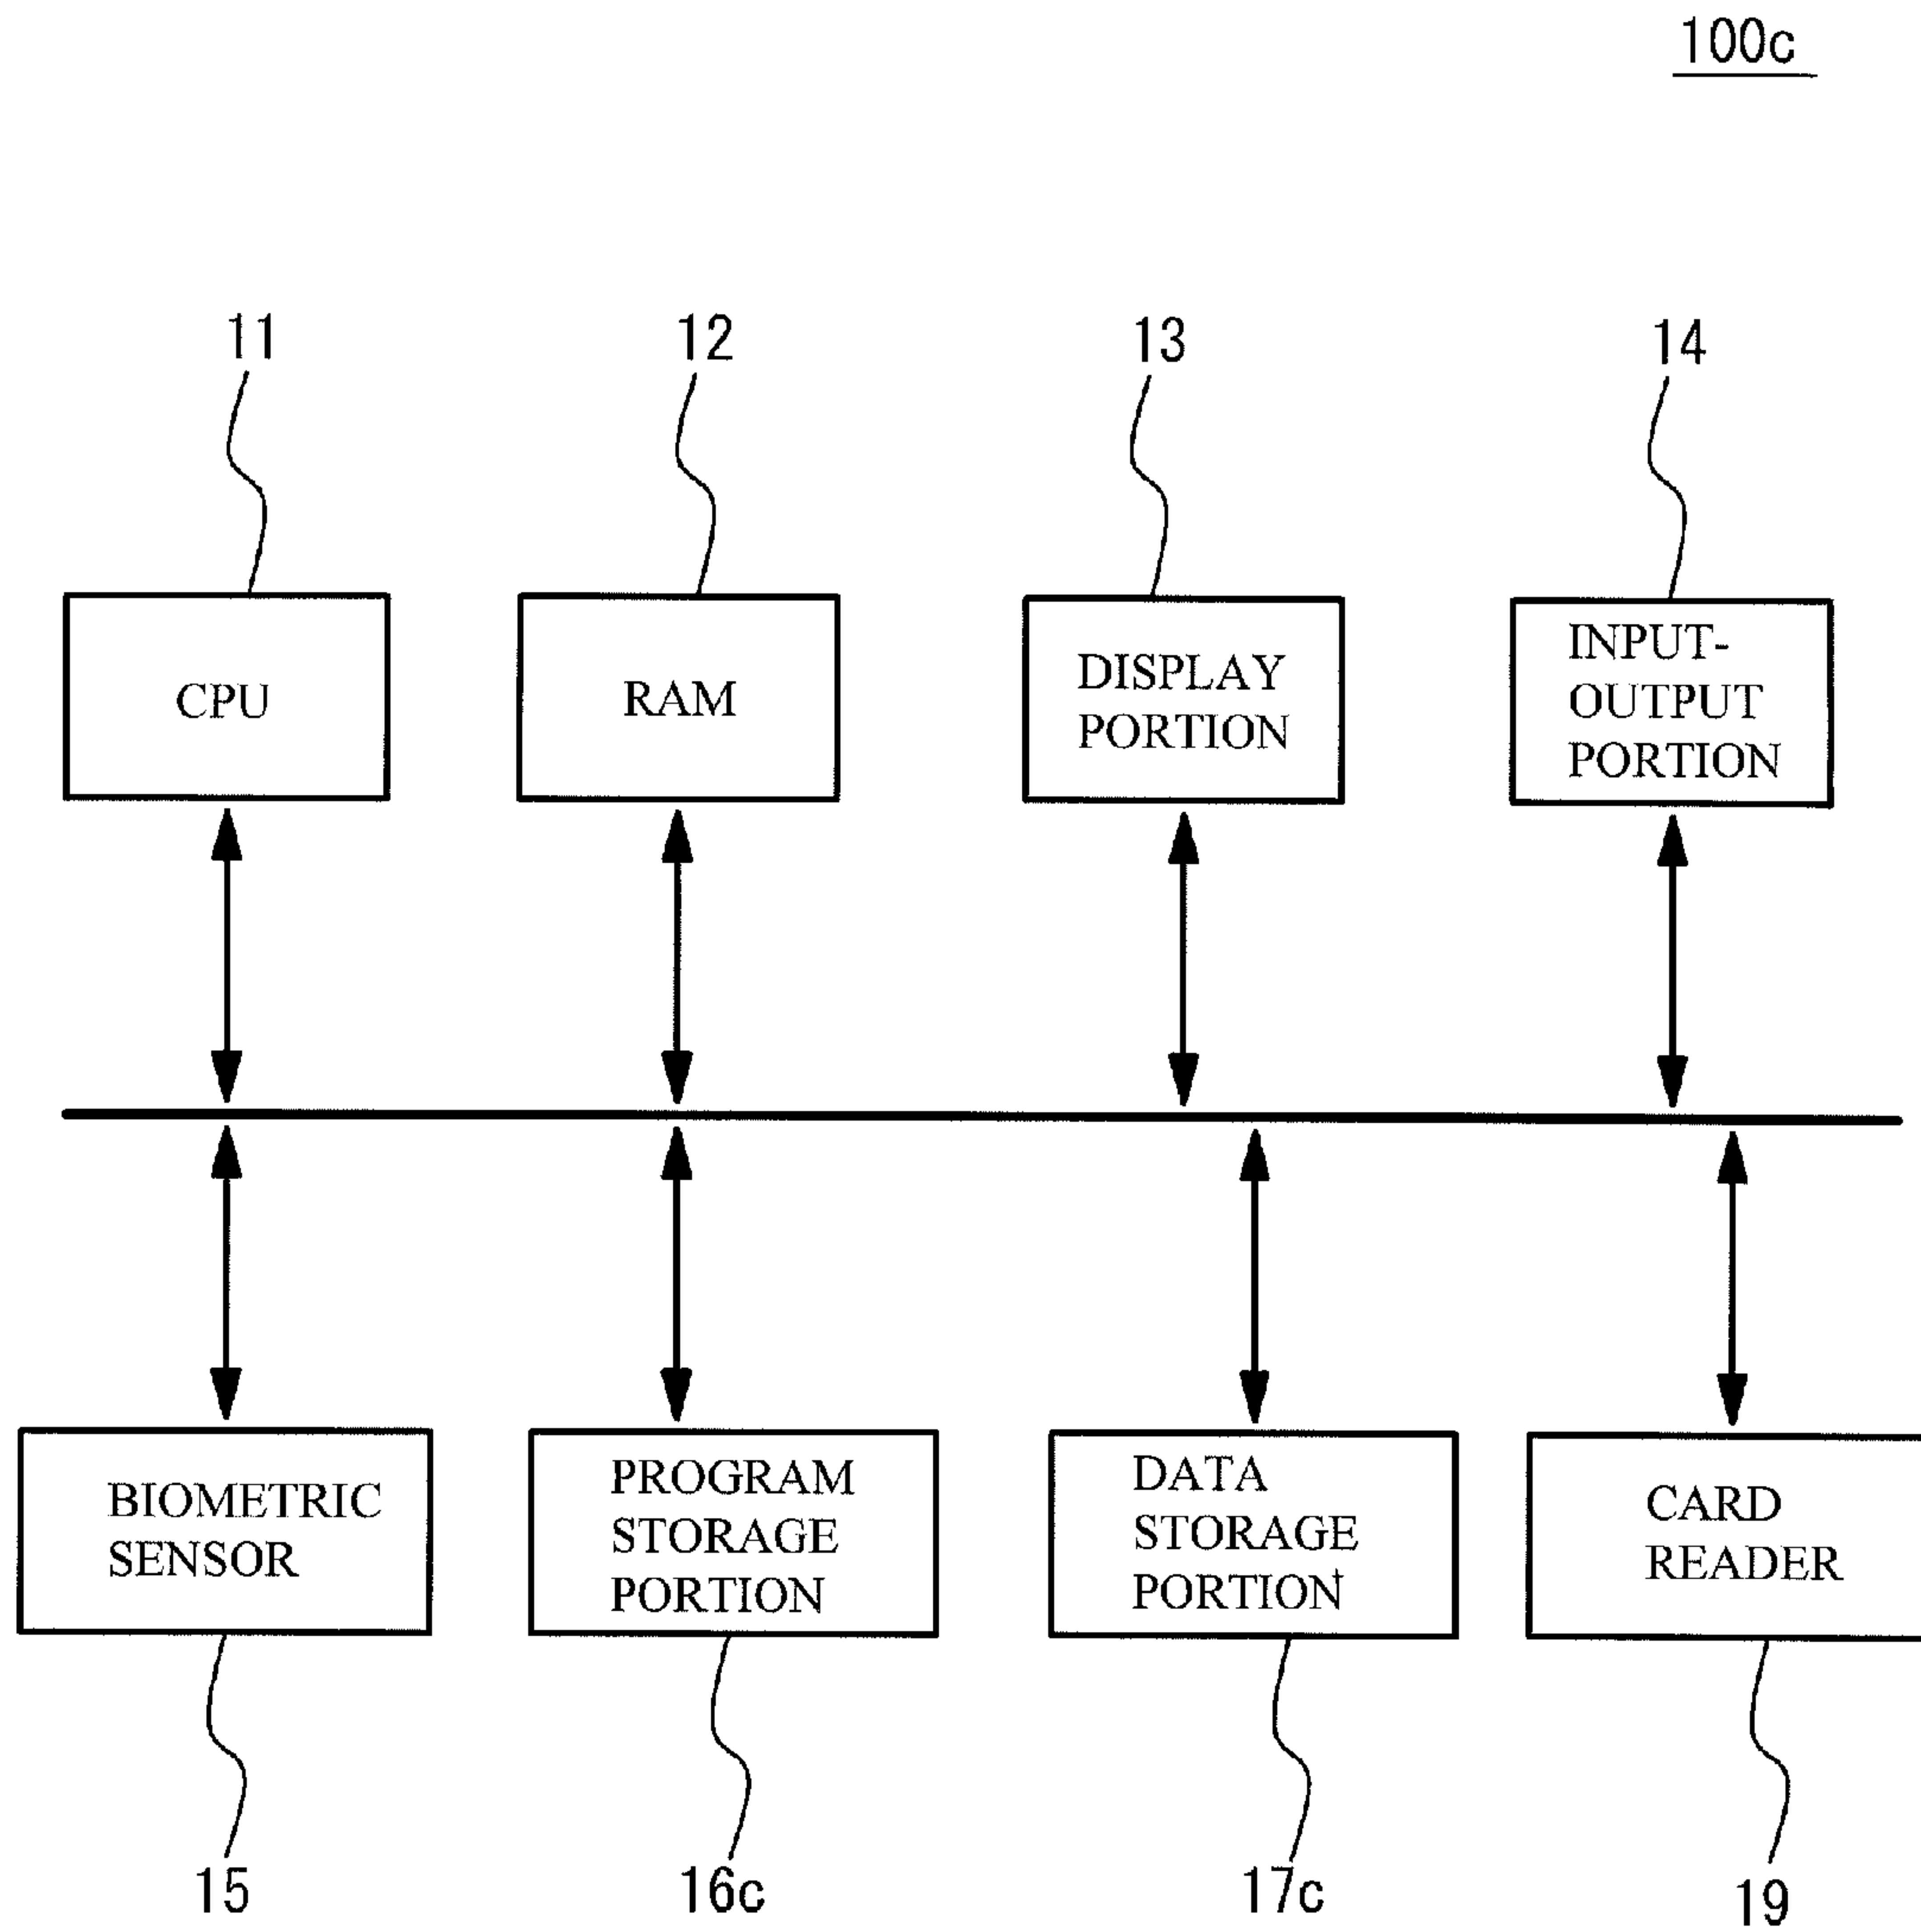 100c
11
12
13
14
CPU
RAM
DISPLAY
PORTION
INPUT-
OUTPUT
PORTION
BIOMETRIC
SENSOR
PROGRAM
STORAGE
PORTION
DATA
STORAGE
PORTION
CARD
READER
15
16c
17c
19